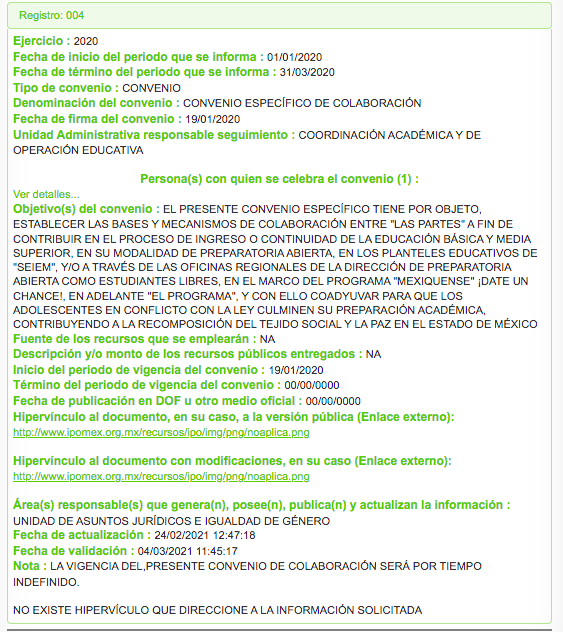 Registro: 004
Ejercicio : 2020
Fecha de inicio del periodo que se informa : 01/01/2020
Fecha de término del periodo que se informa : 31/03/2020
Tipo de convenio : CONVENIO
Denominación del convenio : CONVENIO ESPECÍFICO DE COLABORACIÓN
Fecha de firma del convenio : 19/01/2020
Unidad Administrativa responsable seguimiento : COORDINACIÓN ACADÉMICA Y DE
OPERACIÓN EDUCATIVA
Persona(s) con quien se celebra el convenio (1) :
Ver detalles...
Objetivo(s) del convenio : EL PRESENTE CONVENIO ESPECÍFICO TIENE POR OBJETO,
ESTABLECER LAS BASES Y MECANISMOS DE COLABORACIÓN ENTRE "LAS PARTES" A FIN DE
CONTRIBUIR EN EL PROCESO DE INGRESO O CONTINUIDAD DE LA EDUCACIÓN BÁSICA Y MEDIA
SUPERIOR, EN SU MODALIDAD DE PREPARATORIA ABIERTA, EN LOS PLANTELES EDUCATIVOS DE
"SEIEM", Y/O A TRAVÉS DE LAS OFICINAS REGIONALES DE LA DIRECCIÓN DE PREPARATORIA
ABIERTA COMO ESTUDIANTES LIBRES, EN EL MARCO DEL PROGRAMA "MEXIQUENSE" ¡DATE UN
CHANCE!, EN ADELANTE "EL PROGRAMA", Y CON ELLO COADYUVAR PARA QUE LOS
ADOLESCENTES EN CONFLICTO CON LA LEY CULMINEN SU PREPARACIÓN ACADÉMICA,
CONTRIBUYENDO A LA RECOMPOSICIÓN DEL TEJIDO SOCIAL Y LA PAZ EN EL ESTADO DE MÉXICO
Fuente de los recursos que se emplearán : NA
Descripción y/o monto de los recursos públicos entregados : NA
Inicio del periodo de vigencia del convenio : 19/01/2020
Término del periodo de vigencia del convenio : 00/00/0000
Fecha de publicación en DOF u otro medio oficial : 00/00/0000
Hipervínculo al documento, en su caso, a la versión pública (Enlace externo):
http://www.ipomex.org.mx/recursos/ipo/img/png/noaplica.png
Hipervínculo al documento con modificaciones, en su caso (Enlace externo):
http://www.ipomex.org.mx/recursos/ipo/img/png/noaplica.png
Área(s) responsable(s) que genera(n), posee(n), publica(n) y actualizan la información :
UNIDAD DE ASUNTOS JURÍDICOS E IGUALDAD DE GÉNERO
Fecha de actualización : 24/02/2021 12:47:18
Fecha de validación : 04/03/2021 11:45:17
Nota : LA VIGENCIA DEL,PRESENTE CONVENIO DE COLABORACIÓN SERÁ POR TIEMPO
INDEFINIDO.
NO EXISTE HIPERVÍCULO QUE DIRECCIONE A LA INFORMACIÓN SOLICITADA